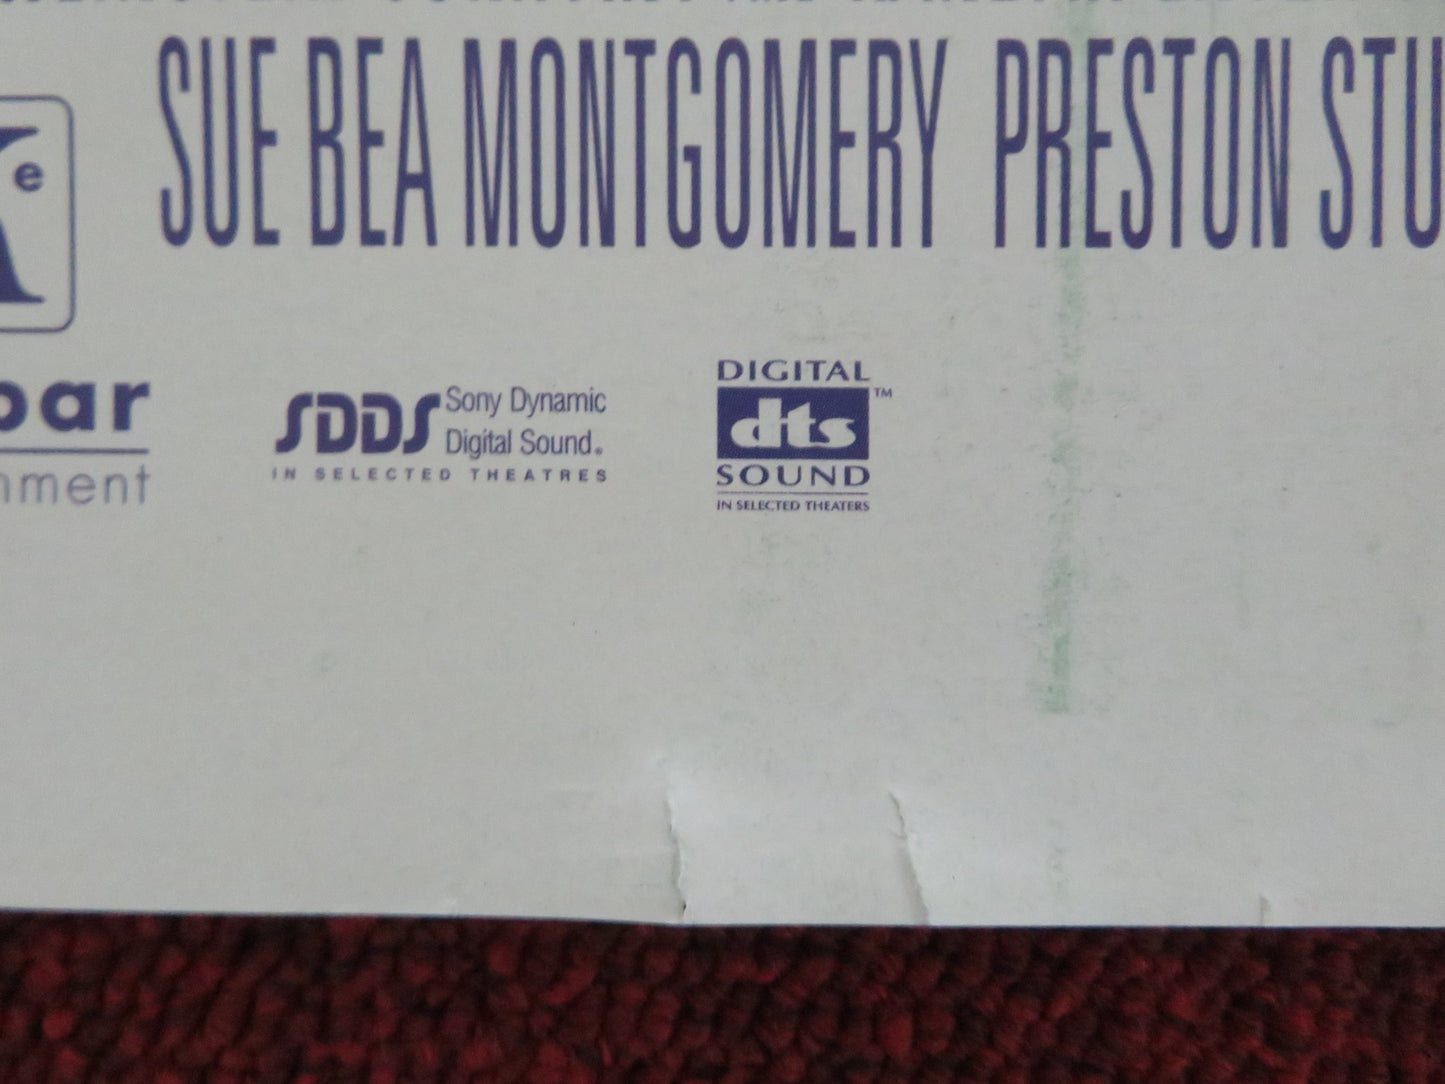 SUE BEA MONTGOMERY PRESTON STU
e
bar
nment
SDDS Sony Dynamic
Digital Sound.
IN SELECTED THEATRES
DIGITAL
dts ™
SOUND
IN SELECTED THEATERS